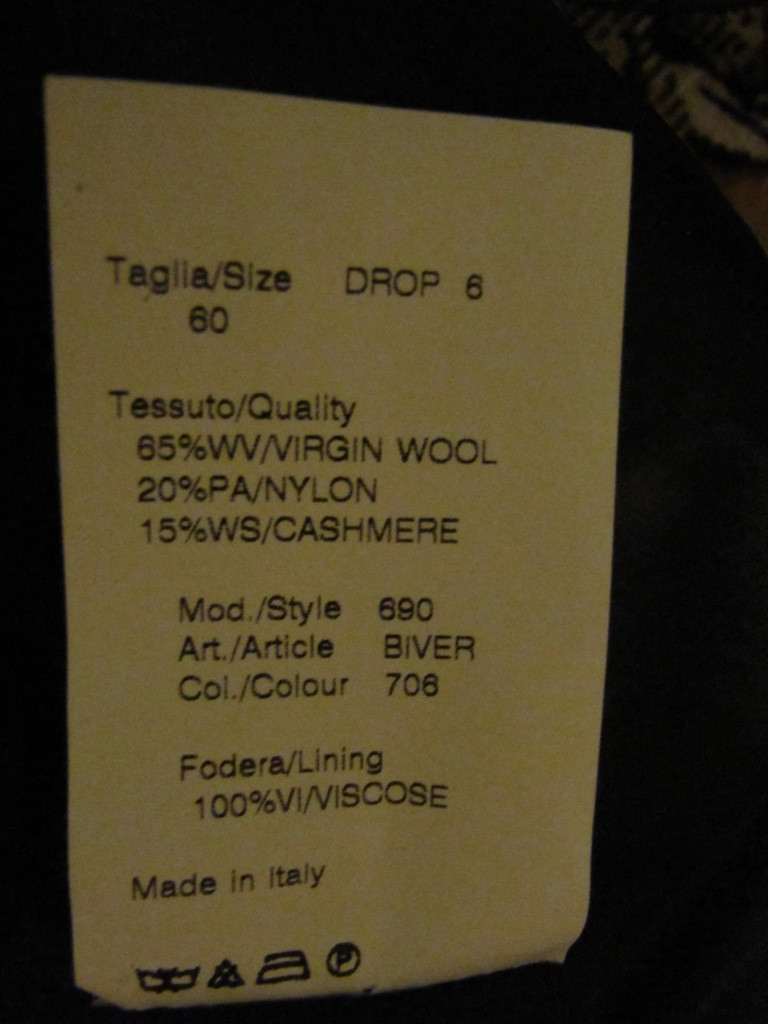 Taglia/Size DROP 6
60
Tessuto/Quality
65%WV/VIRGIN WOOL
20%PA/NYLON
15%WS/CASHMERE
Mod./Style 690
Art./Article BIVER
Col./Colour 706
Fodera/Lining
100%VI/VISCOSE
Made in Italy
P